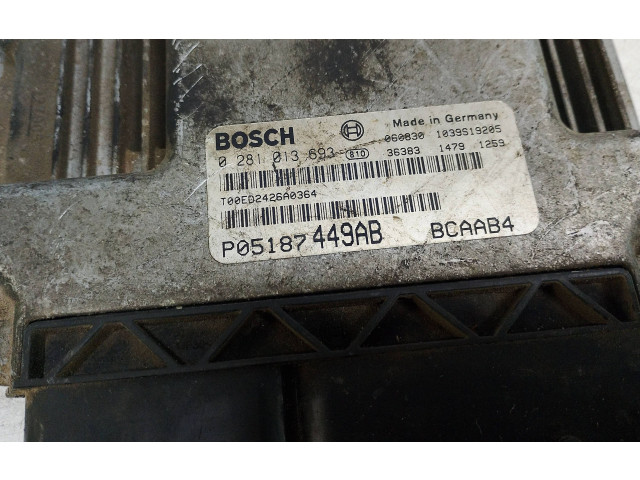 Made in Germany
BOSCH 060830 1039S19205
0 281 013 693 810 36383 1479 1259
T00ED2426A0364
P05187449AB BCAAB4